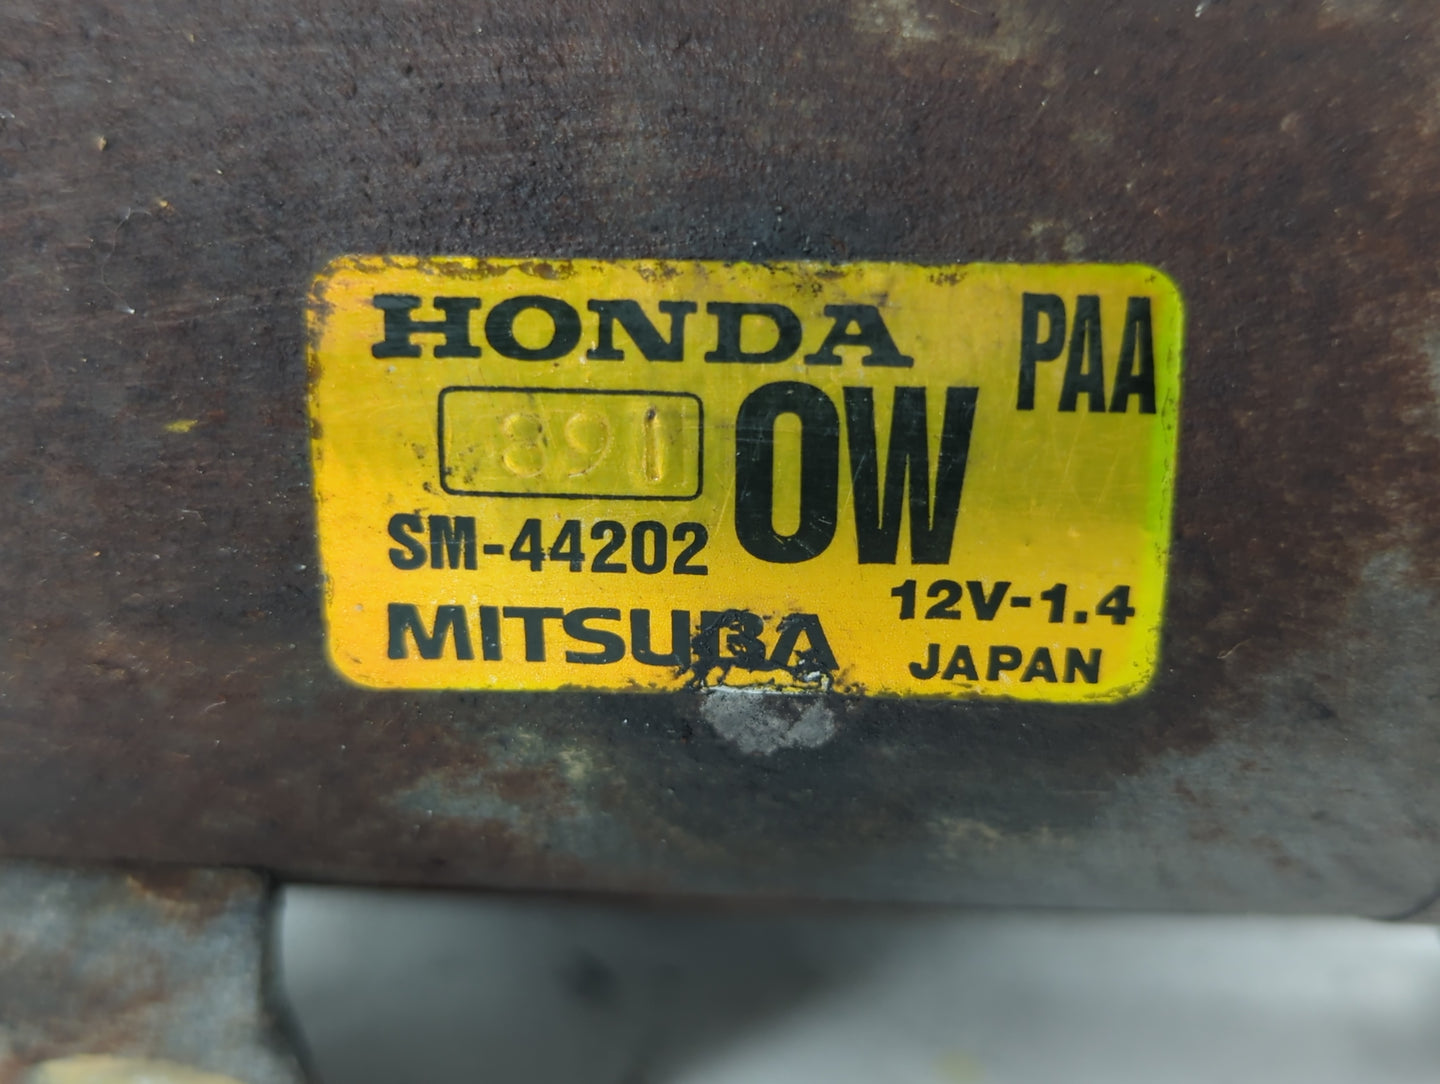 HONDA PAA
891 0W
SM-44202
12V-1.4
MITSUBA JAPAN